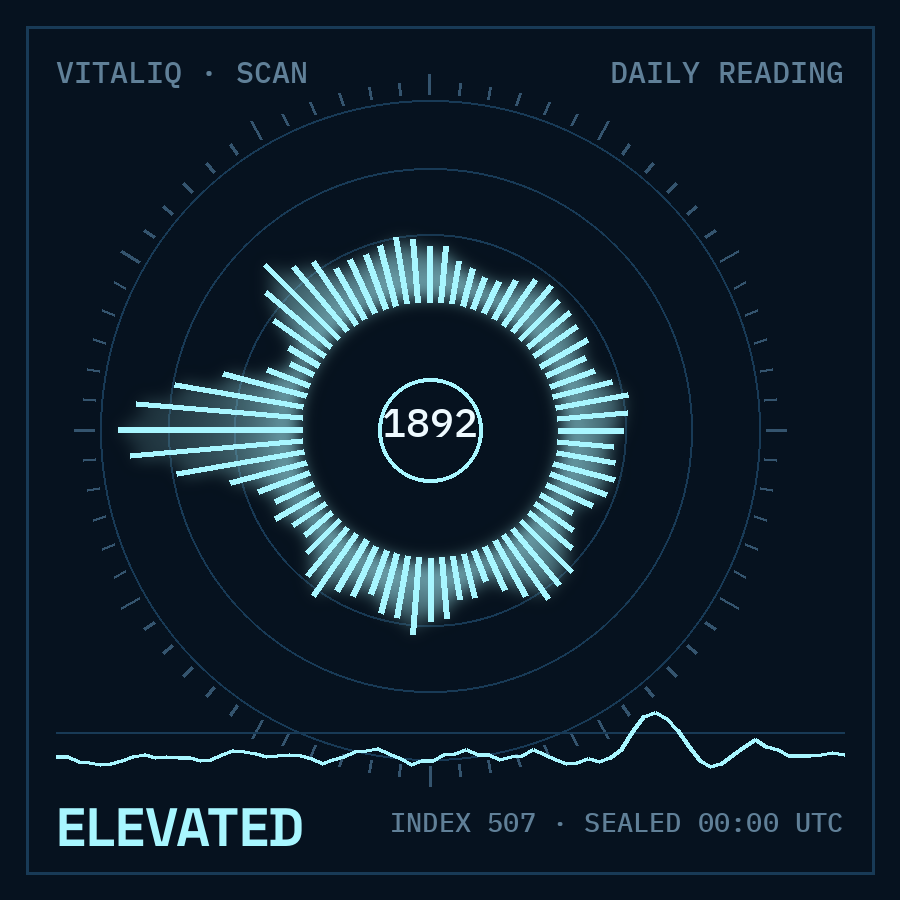 VITALIQ · SCAN
DAILY READING
1892
ELEVATED
INDEX 507 · SEALED 00:00 UTC